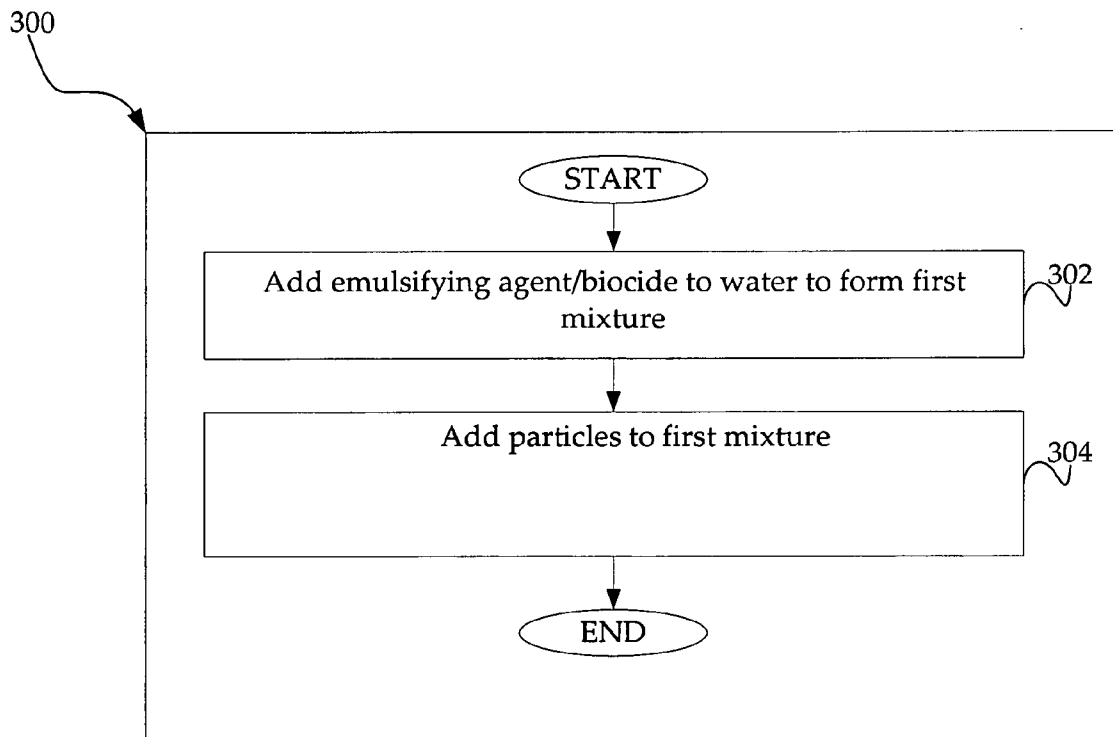 300
START
Add emulsifying agent/biocide to water to form first
mixture
302
Add particles to first mixture
304
END